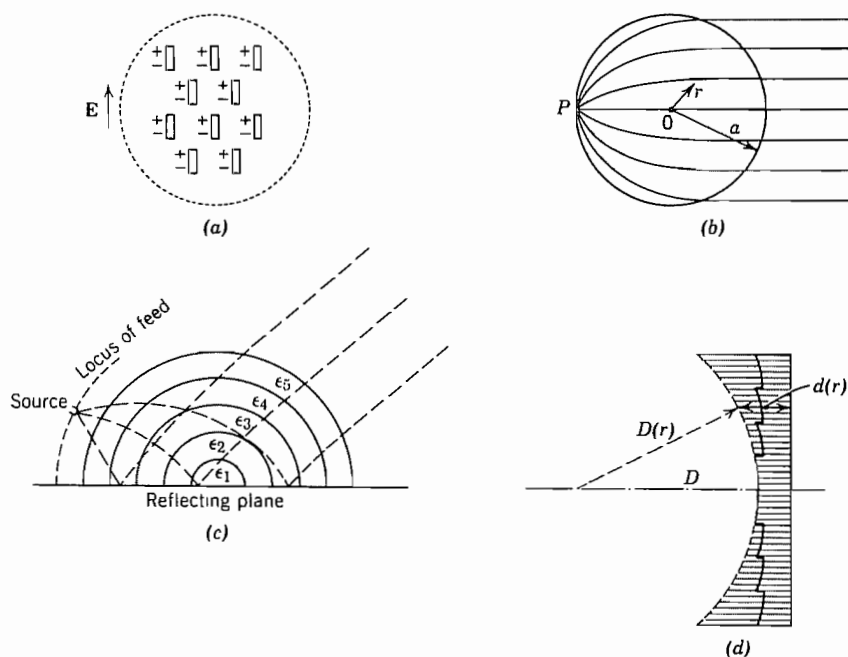 + + +
− − −
+ +
− −
+ + +
− − −
+ +
− −
E
(a)
P
r
0
a
(b)
Locus of feed
Source
ϵ5
ϵ4
ϵ3
ϵ2
ϵ1
Reflecting plane
(c)
d(r)
D(r)
D
(d)